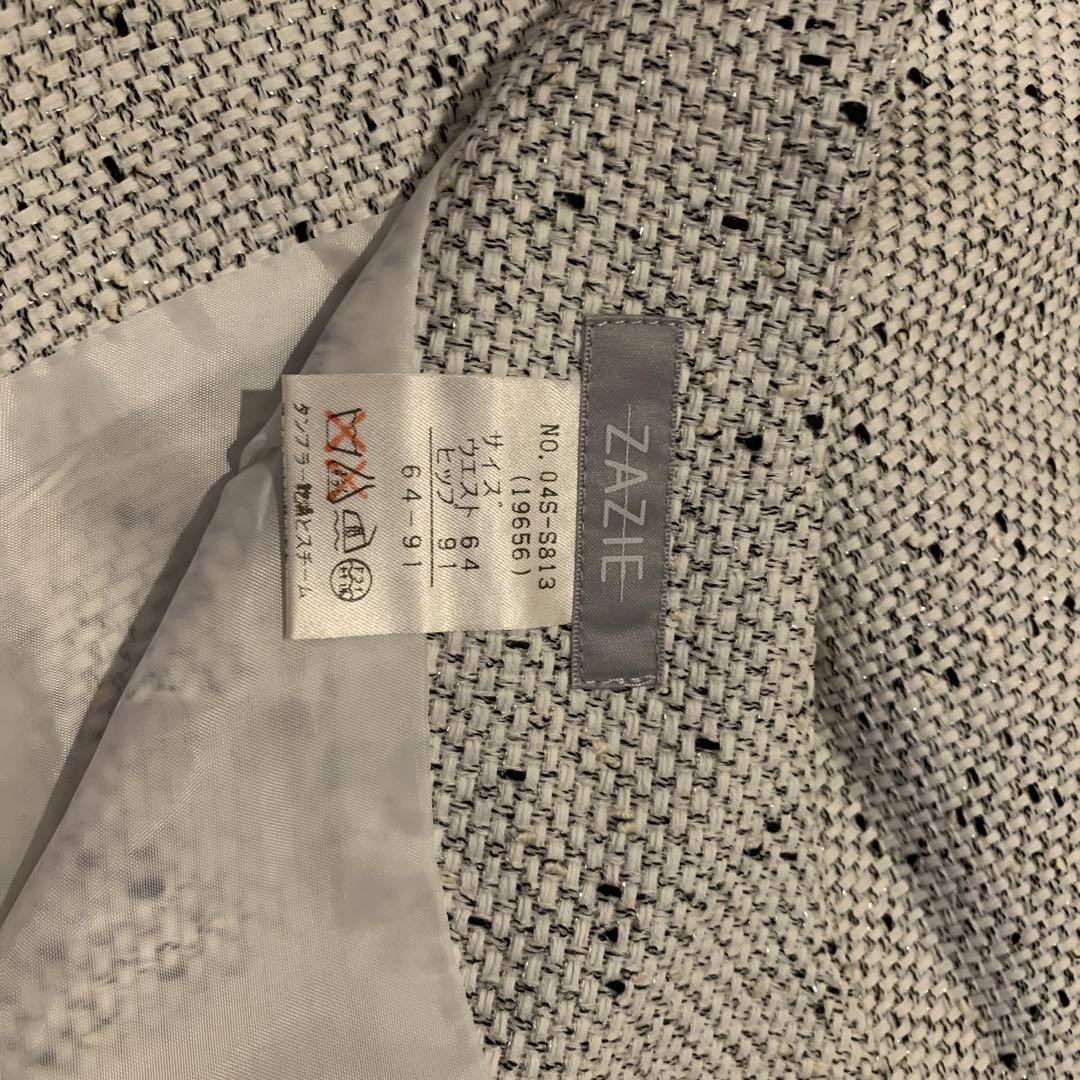 ZAZIE
NO. 04S-S813
(19656)
サイズ
ウエスト 64
ヒップ 91
64-91
タンブラー乾燥とスチーム